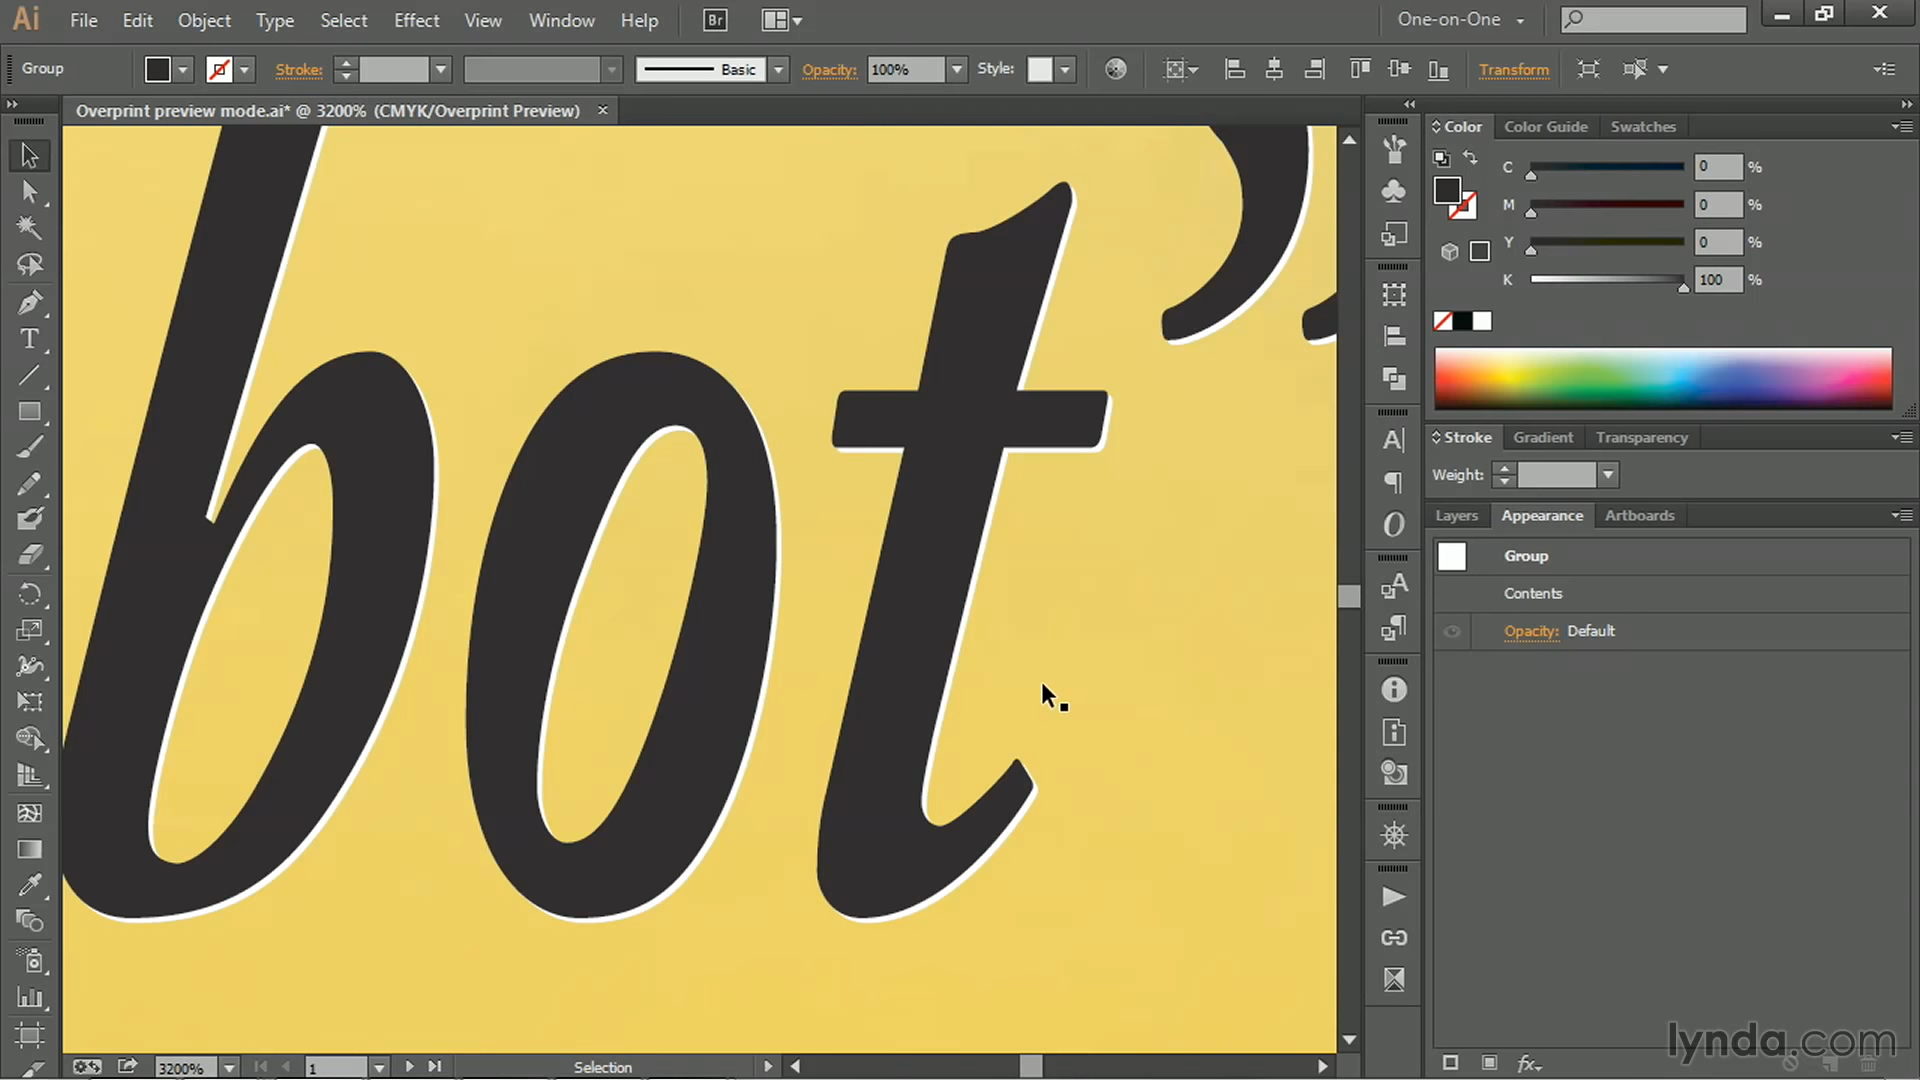 Ai File Edit Object Type Select Effect View Window Help Br One-on-One
Group Stroke: Basic Opacity: 100% Style: Transform
Overprint preview mode.ai* @ 3200% (CMYK/Overprint Preview) ×
Color Color Guide Swatches
C 0 %
M 0 %
Y 0 %
K 100 %
Stroke Gradient Transparency
Weight:
Layers Appearance Artboards
Group
Contents
Opacity: Default
bot”
lynda.com
3200% 1 Selection fx